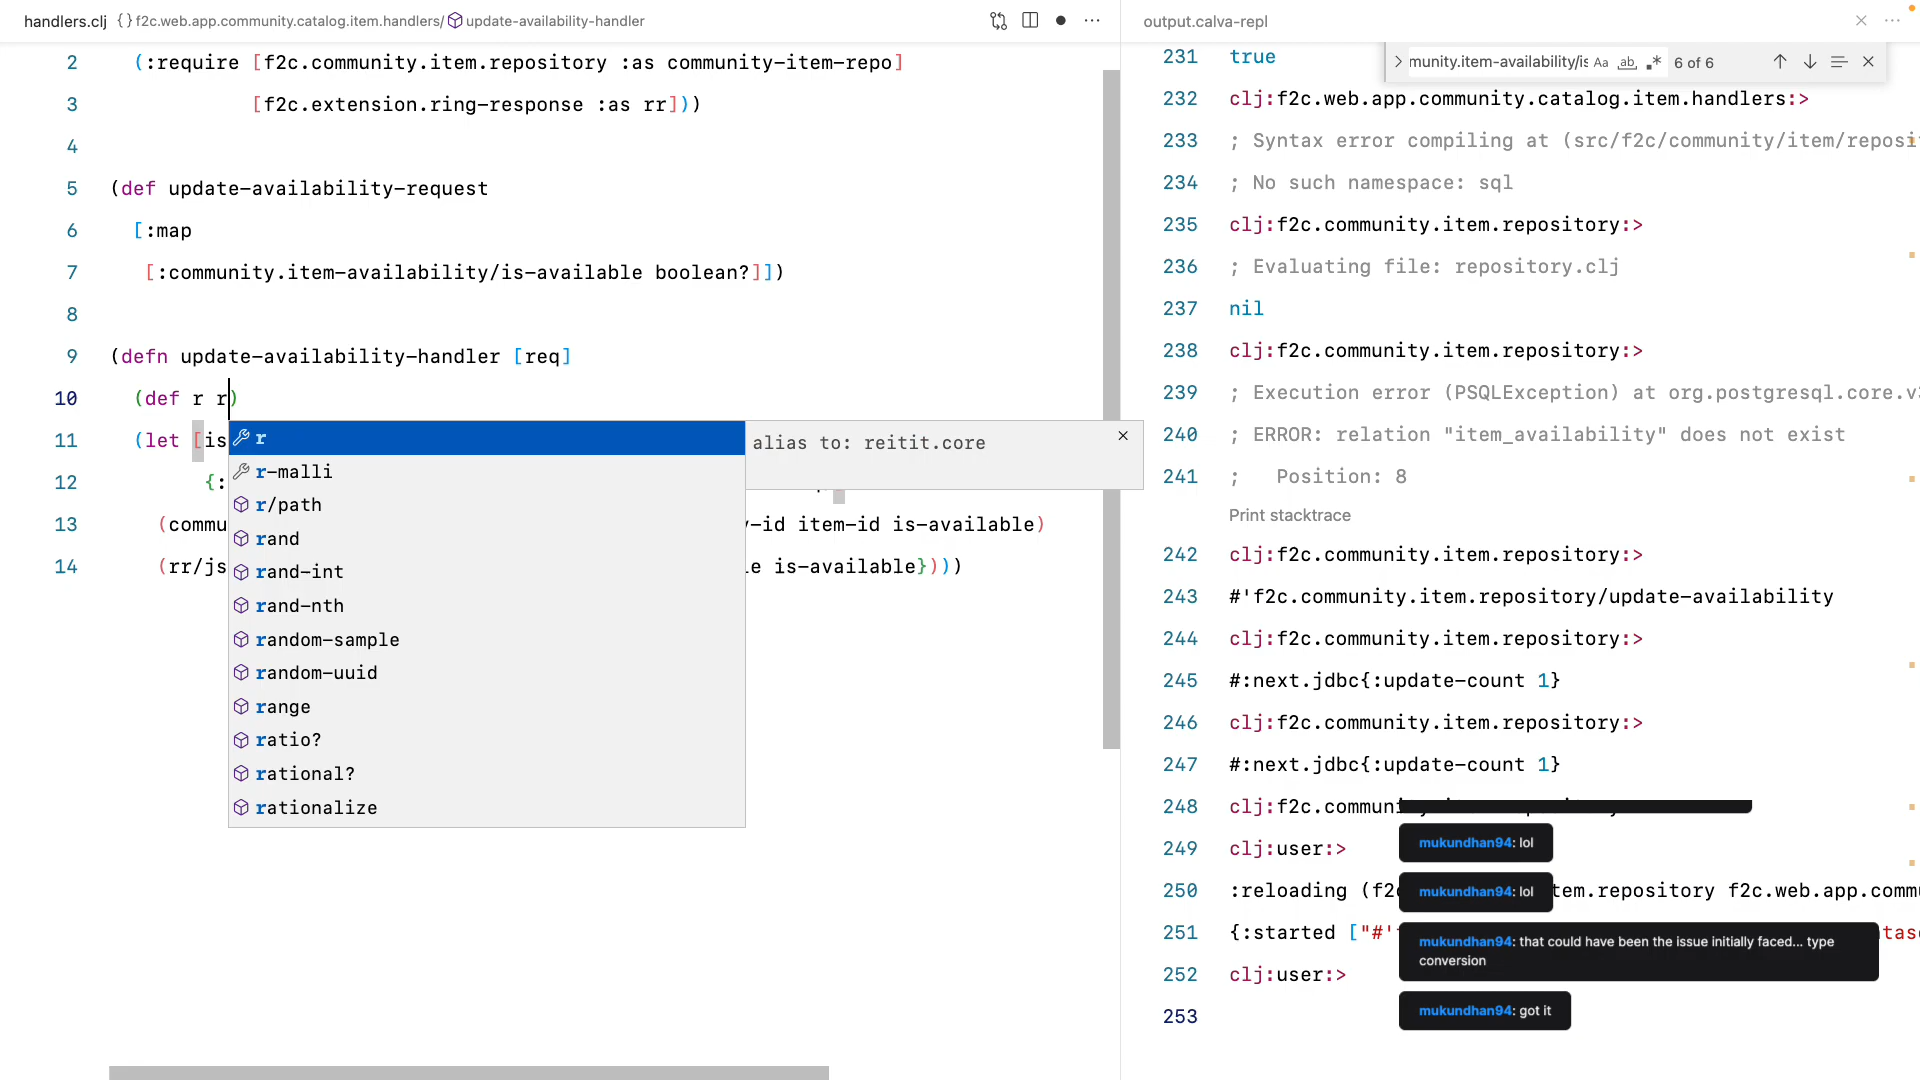 handlers.clj {} f2c.web.app.community.catalog.item.handlers/ update-availability-handler
2 (:require [f2c.community.item.repository :as community-item-repo]
3 [f2c.extension.ring-response :as rr]))
4
5 (def update-availability-request
6 [:map
7 [:community.item-availability/is-available boolean?]])
8
9 (defn update-availability-handler [req]
10 (def r r)
11 (let [is
12 {:
13 (commu -id item-id is-available)
14 (rr/js e is-available})))
r alias to: reitit.core
r-malli
r/path
rand
rand-int
rand-nth
random-sample
random-uuid
range
ratio?
rational?
rationalize
output.calva-repl
munity.item-availability/is Aa ab .* 6 of 6
231 true
232 clj:f2c.web.app.community.catalog.item.handlers:>
233 ; Syntax error compiling at (src/f2c/community/item/reposi
234 ; No such namespace: sql
235 clj:f2c.community.item.repository:>
236 ; Evaluating file: repository.clj
237 nil
238 clj:f2c.community.item.repository:>
239 ; Execution error (PSQLException) at org.postgresql.core.v
240 ; ERROR: relation "item_availability" does not exist
241 ; Position: 8
Print stacktrace
242 clj:f2c.community.item.repository:>
243 #'f2c.community.item.repository/update-availability
244 clj:f2c.community.item.repository:>
245 #:next.jdbc{:update-count 1}
246 clj:f2c.community.item.repository:>
247 #:next.jdbc{:update-count 1}
248 clj:f2c.communi
249 clj:user:>
250 :reloading (f2c tem.repository f2c.web.app.comm
251 {:started ["#' tas
252 clj:user:>
253
mukundhan94: lol
mukundhan94: lol
mukundhan94: that could have been the issue initially faced... type
conversion
mukundhan94: got it